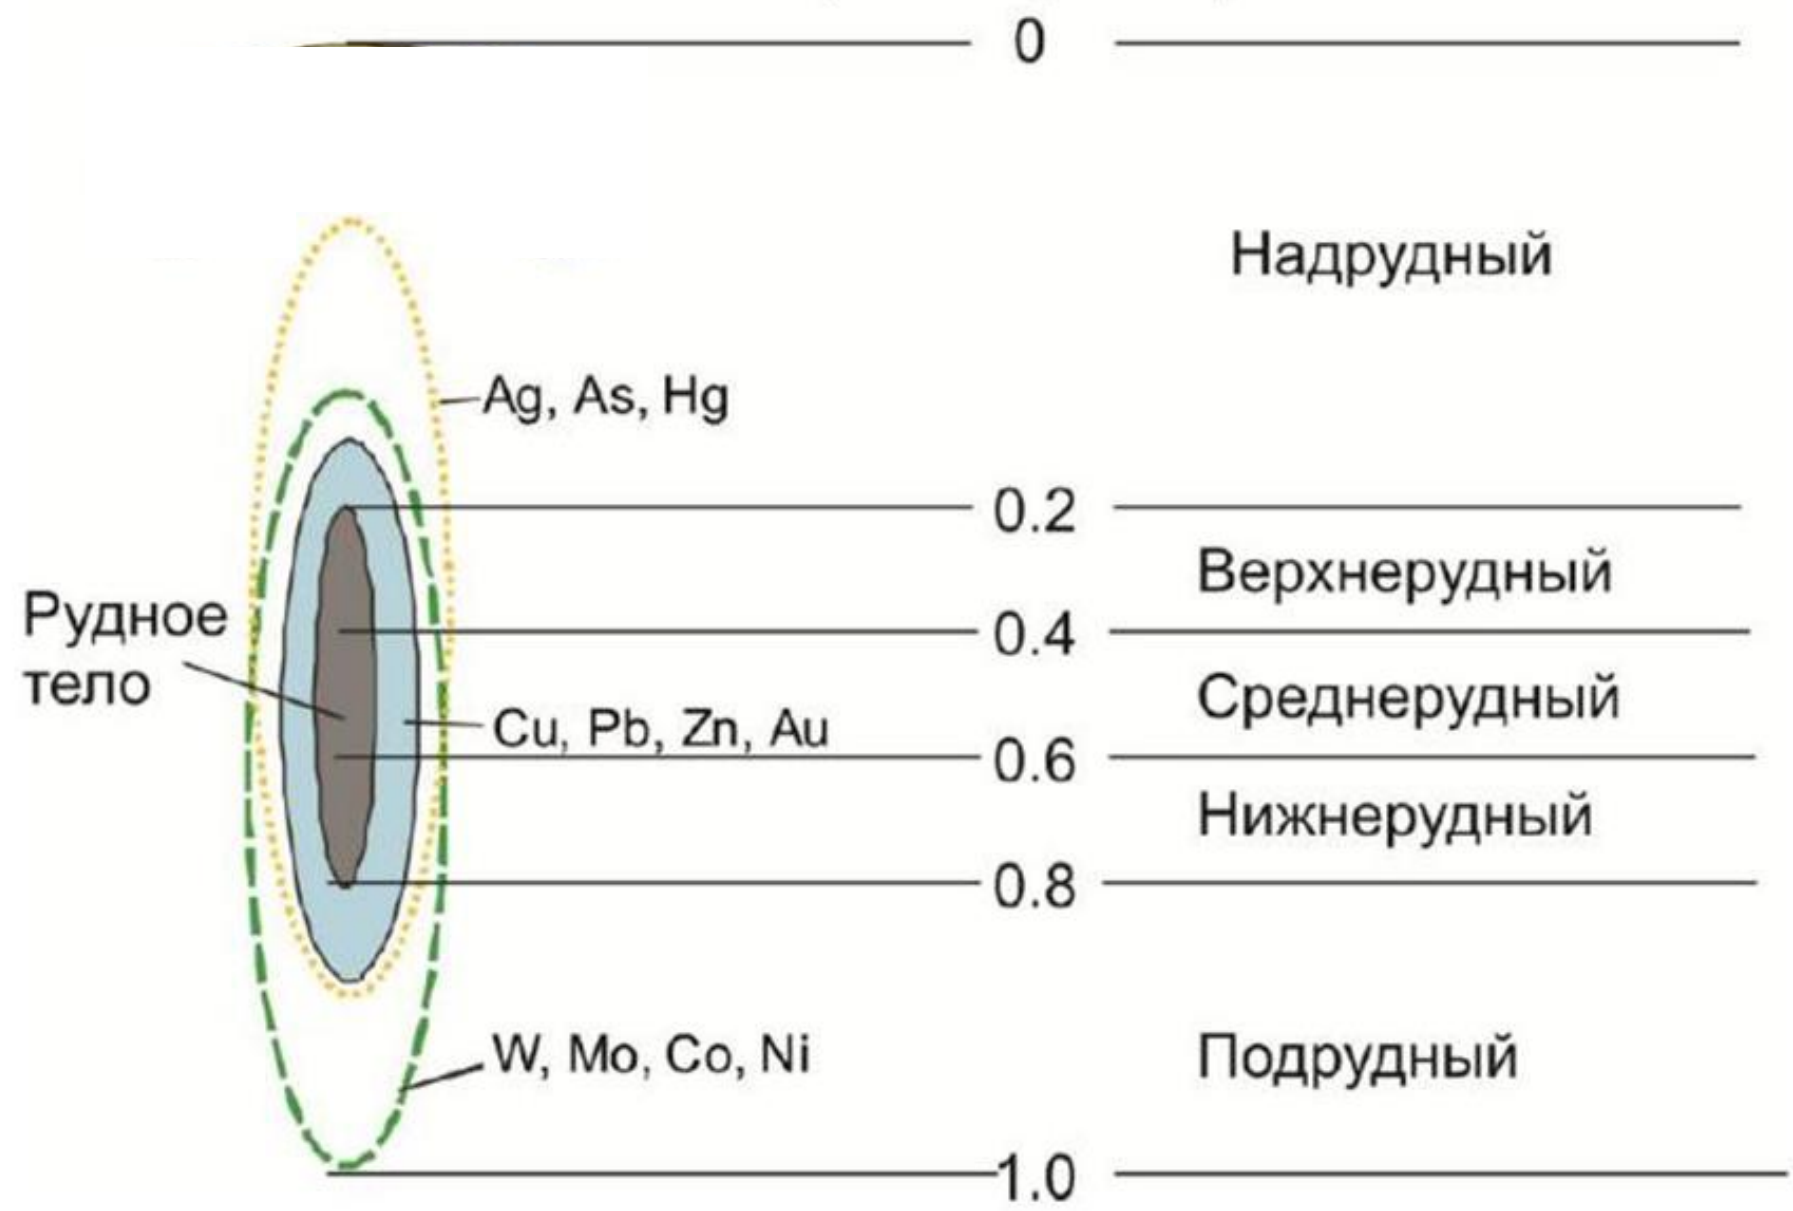 0
Надрудный
Ag, As, Hg
0.2
Верхнерудный
Рудное
тело
0.4
Среднерудный
Cu, Pb, Zn, Au
0.6
Нижнерудный
0.8
W, Mo, Co, Ni
Подрудный
1.0